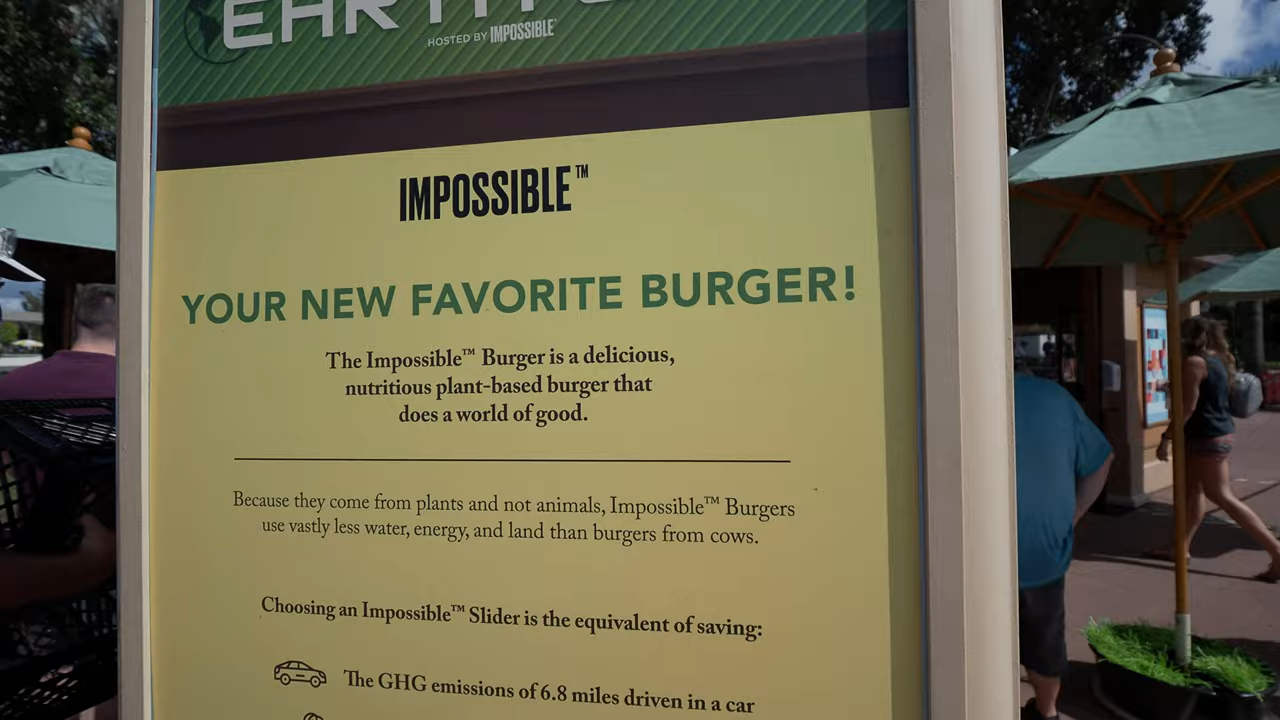 HOSTED BY IMPOSSIBLE
IMPOSSIBLE™
YOUR NEW FAVORITE BURGER!
The Impossible™ Burger is a delicious,
nutritious plant-based burger that
does a world of good.
Because they come from plants and not animals, Impossible™ Burgers
use vastly less water, energy, and land than burgers from cows.
Choosing an Impossible™ Slider is the equivalent of saving:
The GHG emissions of 6.8 miles driven in a car